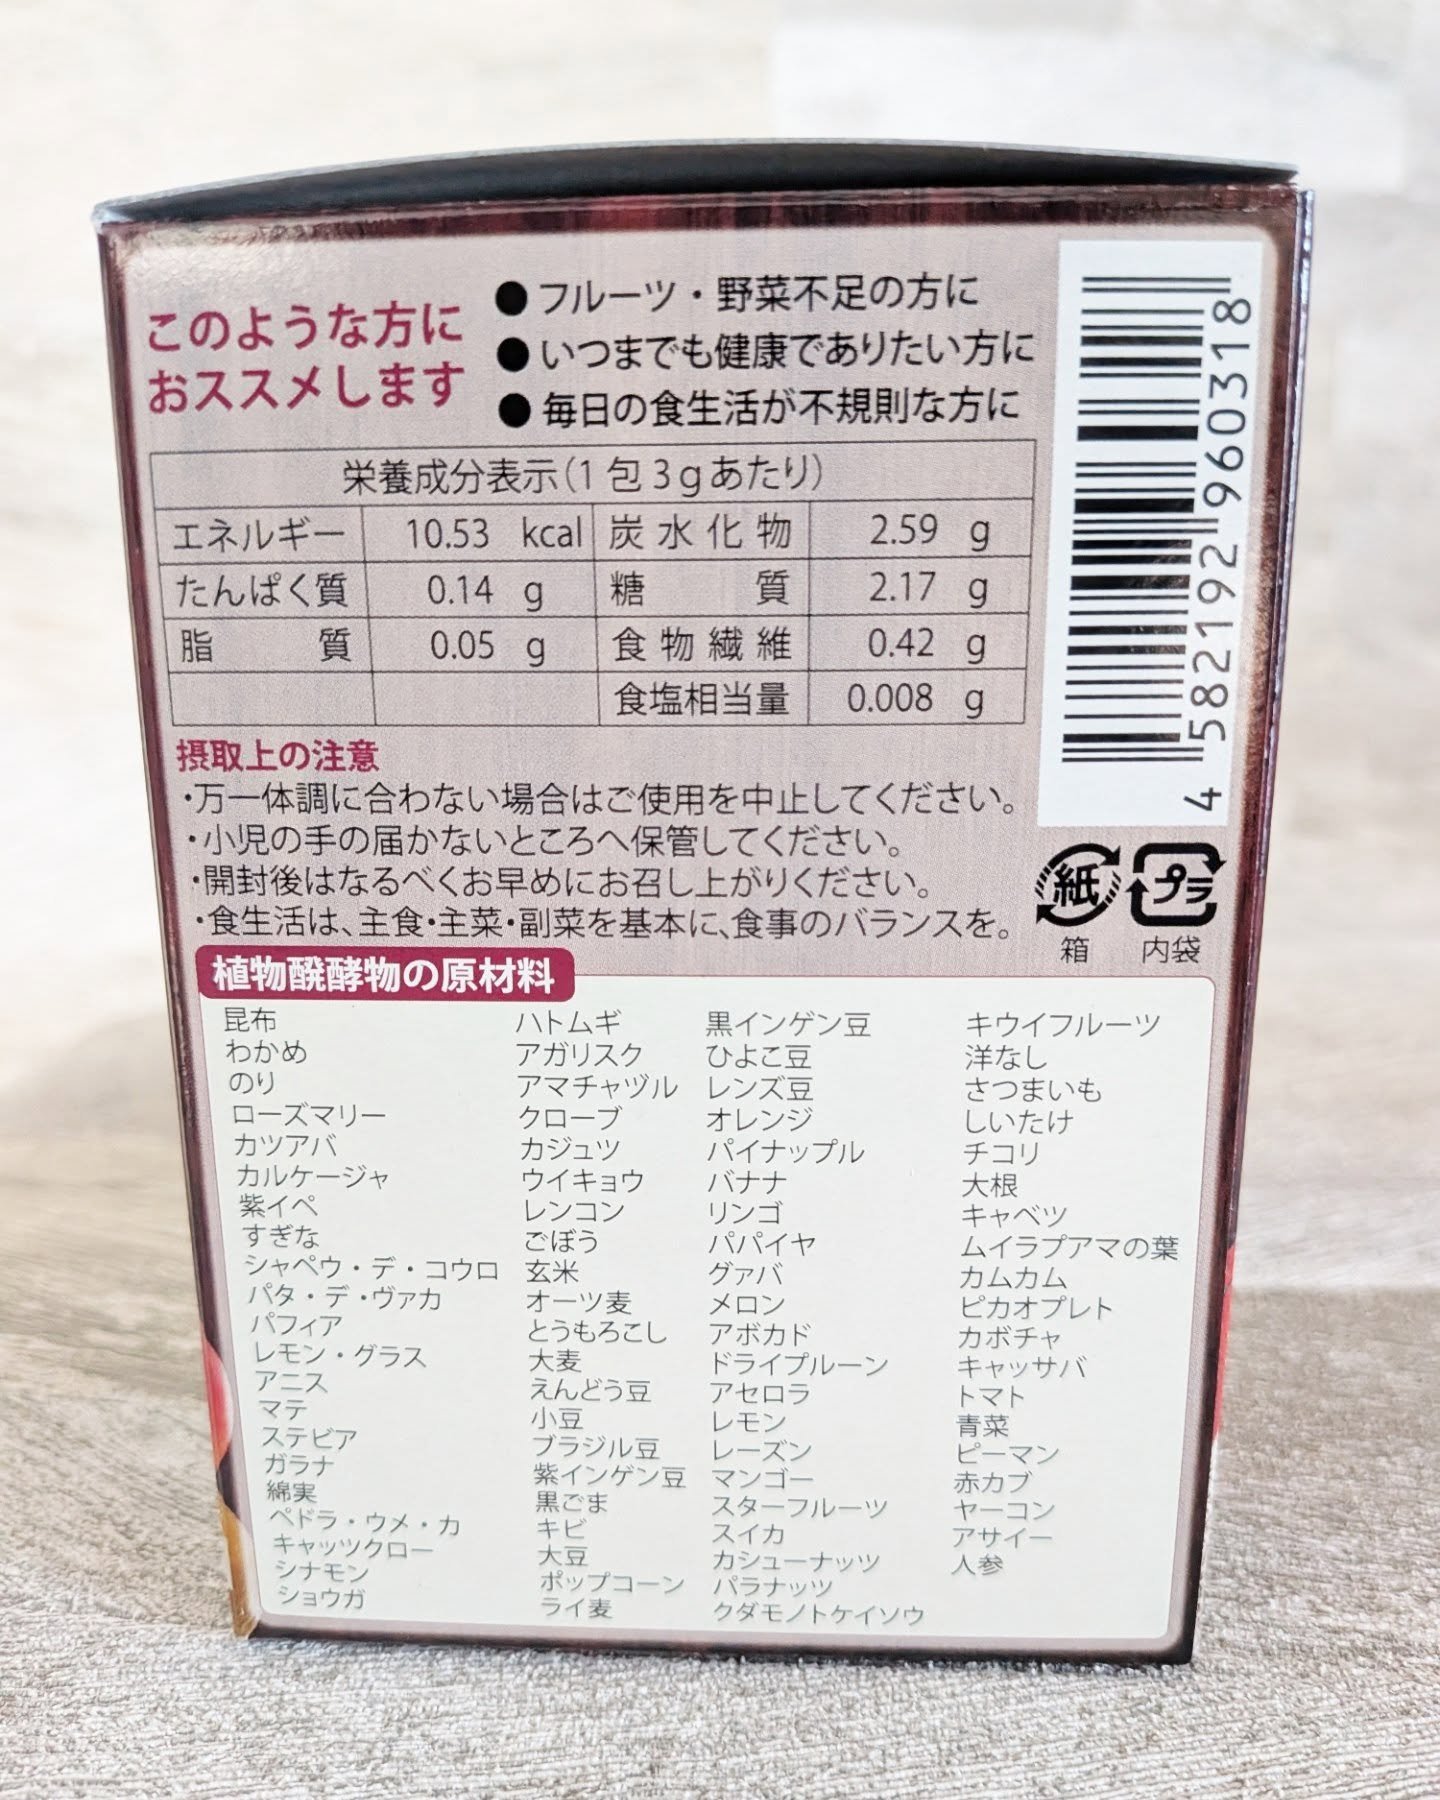 このような方に
おススメします
●フルーツ・野菜不足の方に
●いつまでも健康でありたい方に
●毎日の食生活が不規則な方に
栄養成分表示(1包3gあたり)
エネルギー 10.53 kcal 炭水化物 2.59 g
たんぱく質 0.14 g 糖質 2.17 g
脂質 0.05 g 食物繊維 0.42 g
食塩相当量 0.008 g
4582192960318
摂取上の注意
・万一体調に合わない場合はご使用を中止してください。
・小児の手の届かないところへ保管してください。
・開封後はなるべくお早めにお召し上がりください。
・食生活は、主食・主菜・副菜を基本に、食事のバランスを。
紙 プラ
箱 内袋
植物醗酵物の原材料
昆布
わかめ
のり
ローズマリー
カツアバ
カルケージャ
紫イペ
すぎな
シャペウ・デ・コウロ
パタ・デ・ヴァカ
パフィア
レモン・グラス
アニス
マテ
ステビア
ガラナ
綿実
ペドラ・ウメ・カ
キャッツクロー
シナモン
ショウガ
ハトムギ
アガリスク
アマチャヅル
クローブ
カジュツ
ウイキョウ
レンコン
ごぼう
玄米
オーツ麦
とうもろこし
大麦
えんどう豆
小豆
ブラジル豆
紫インゲン豆
黒ごま
キビ
大豆
ポップコーン
ライ麦
黒インゲン豆
ひよこ豆
レンズ豆
オレンジ
パイナップル
バナナ
リンゴ
パパイヤ
グァバ
メロン
アボカド
ドライプルーン
アセロラ
レモン
レーズン
マンゴー
スターフルーツ
スイカ
カシューナッツ
パラナッツ
クダモノトケイソウ
キウイフルーツ
洋なし
さつまいも
しいたけ
チコリ
大根
キャベツ
ムイラプアマの葉
カムカム
ピカオプレト
カボチャ
キャッサバ
トマト
青菜
ピーマン
赤カブ
ヤーコン
アサイー
人参